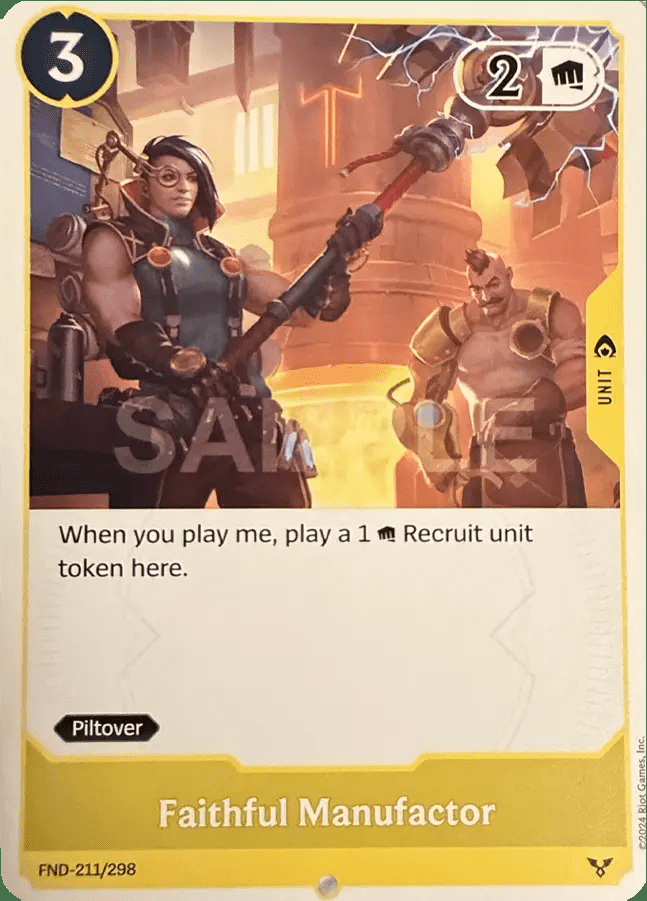 3
2
SAMPLE
UNIT
When you play me, play a 1 Recruit unit
token here.
Piltover
Faithful Manufactor
FND-211/298
©2024 Riot Games, Inc.